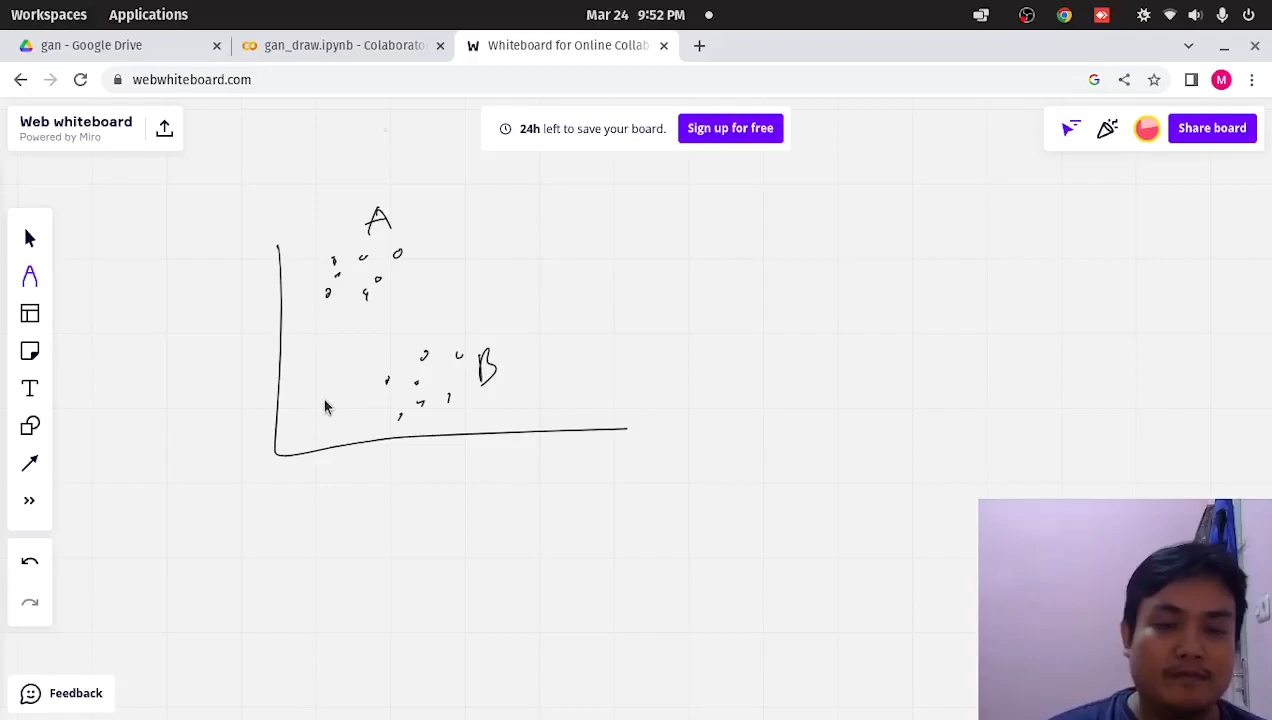 Workspaces Applications Mar 24 9:52 PM
gan - Google Drive gan_draw.ipynb - Colaborato Whiteboard for Online Collab
webwhiteboard.com M
Web whiteboard
Powered by Miro
24h left to save your board. Sign up for free
Share board
A
B
T
Feedback